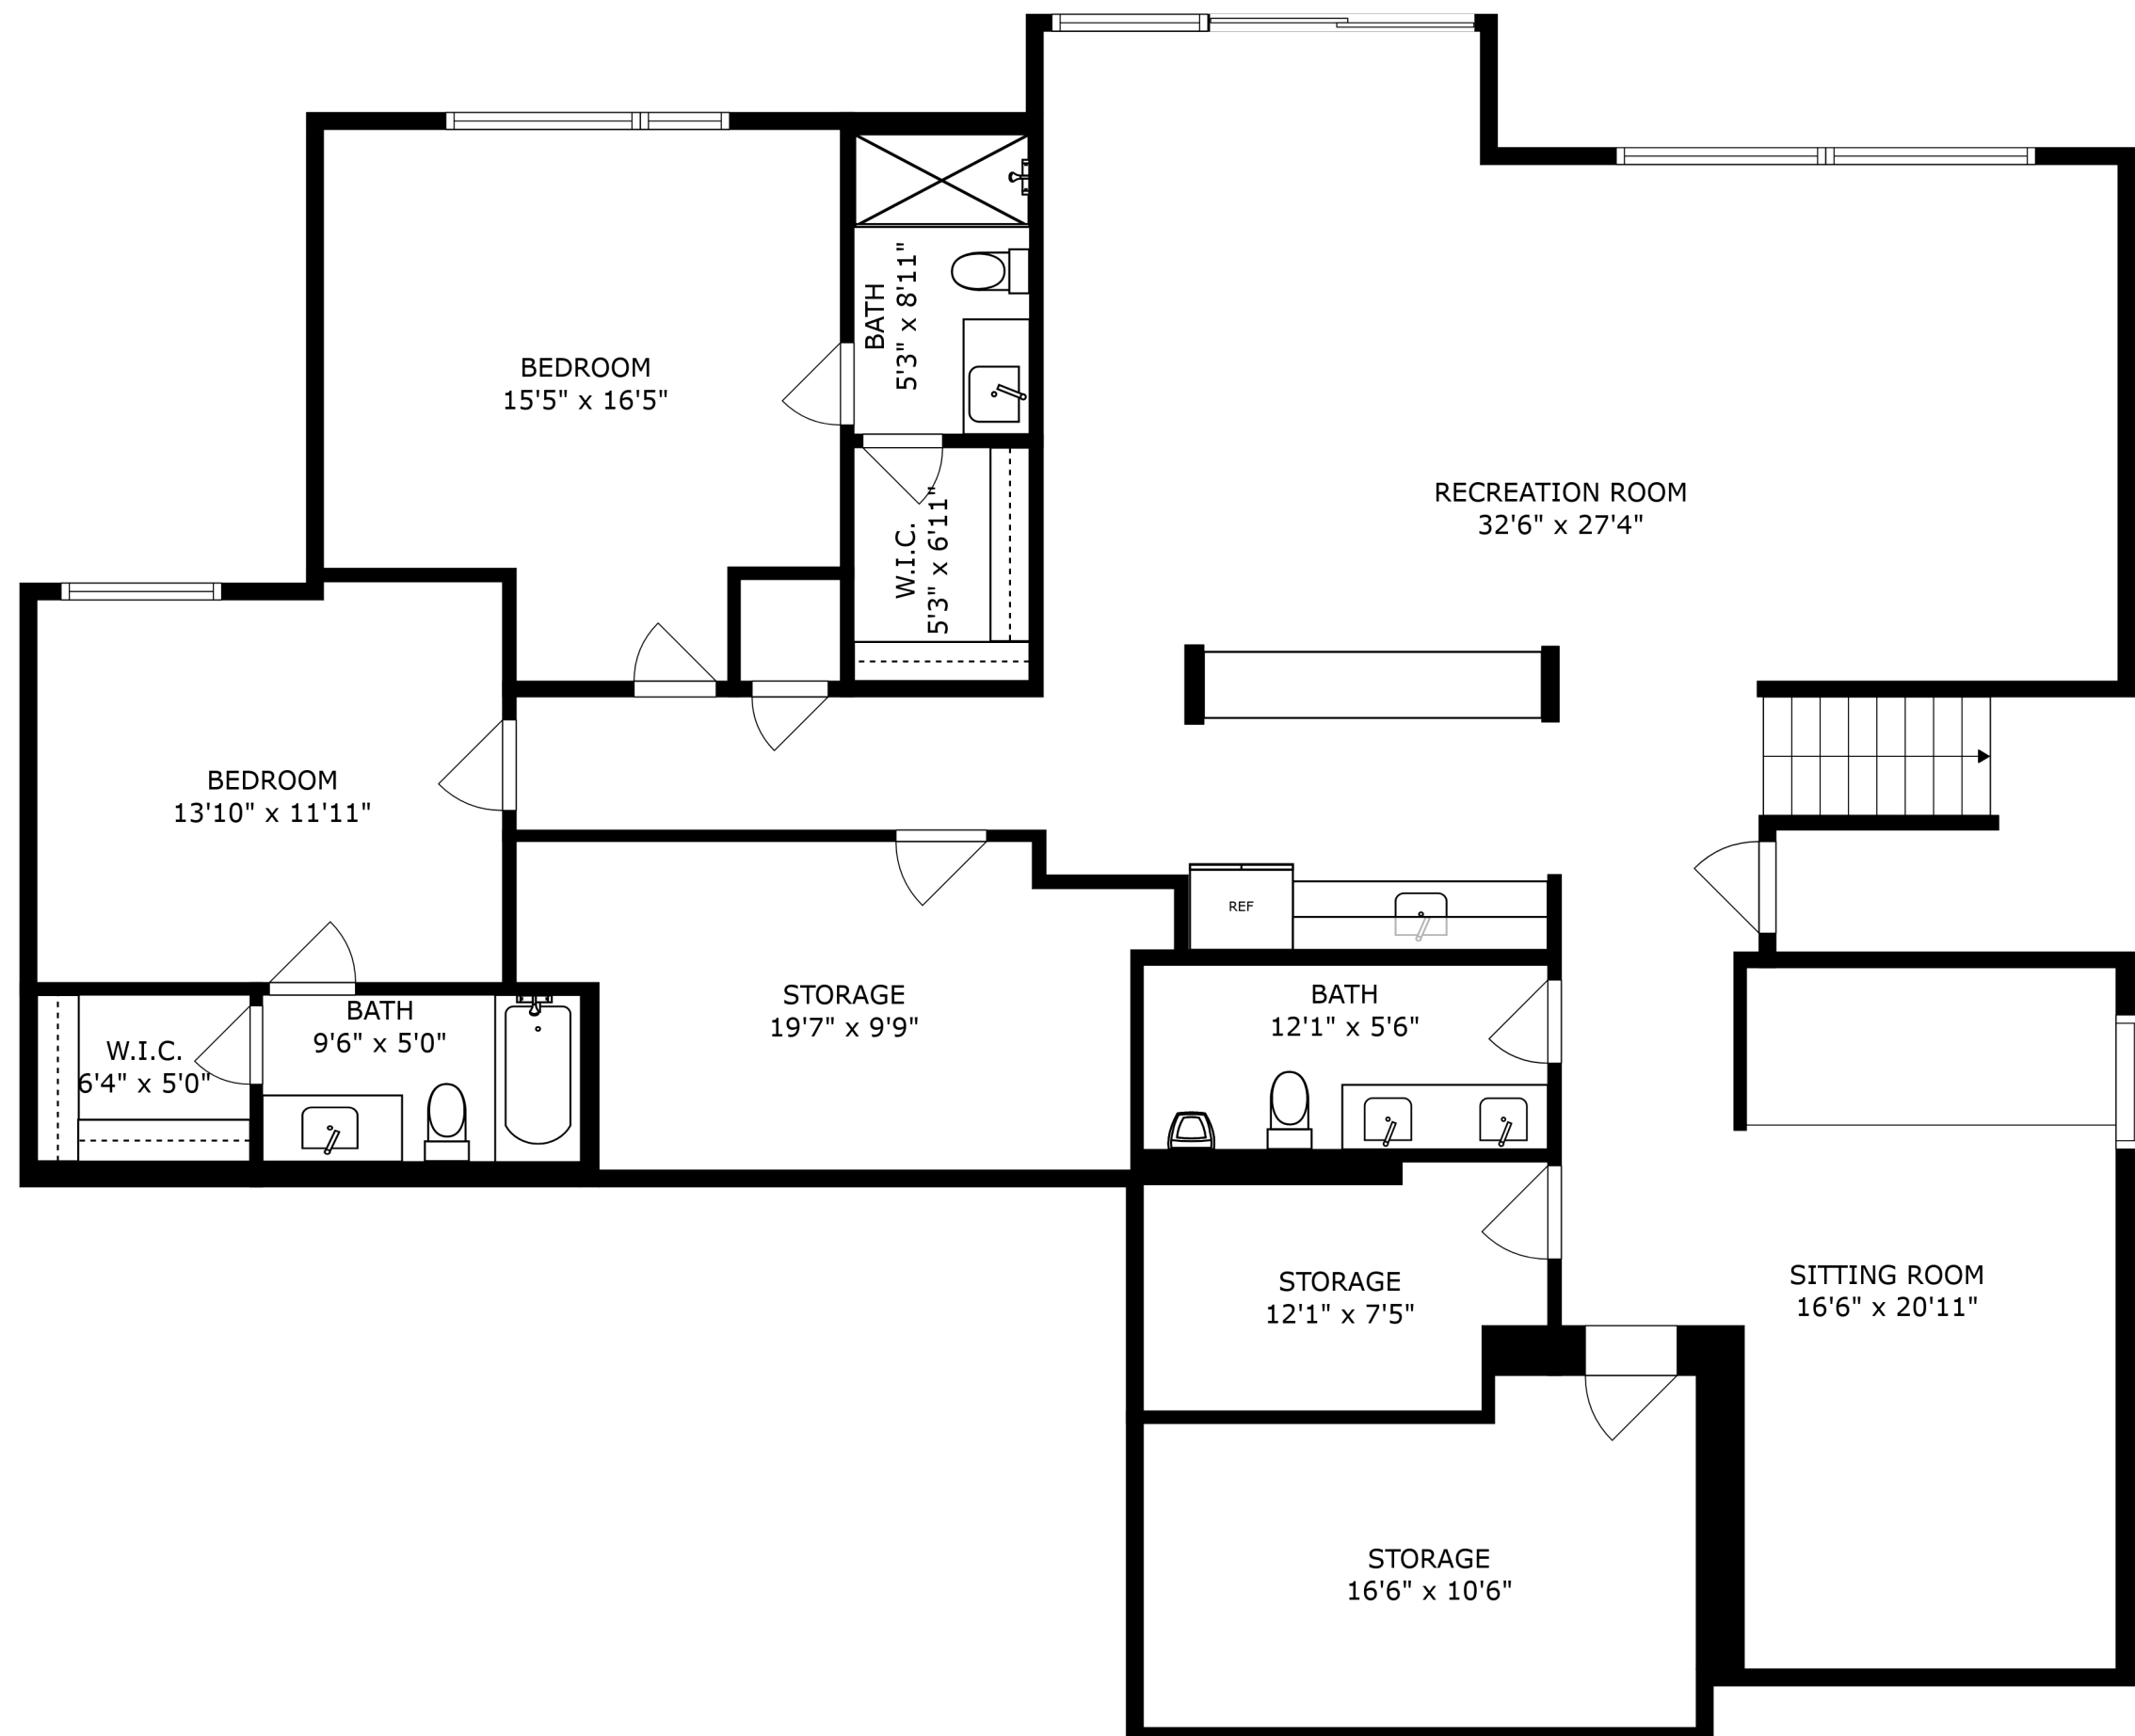 BEDROOM
15'5" x 16'5"
BATH
5'3" x 8'11"
W.I.C.
5'3" x 6'11"
RECREATION ROOM
32'6" x 27'4"
BEDROOM
13'10" x 11'11"
REF
W.I.C.
6'4" x 5'0"
BATH
9'6" x 5'0"
STORAGE
19'7" x 9'9"
BATH
12'1" x 5'6"
STORAGE
12'1" x 7'5"
SITTING ROOM
16'6" x 20'11"
STORAGE
16'6" x 10'6"